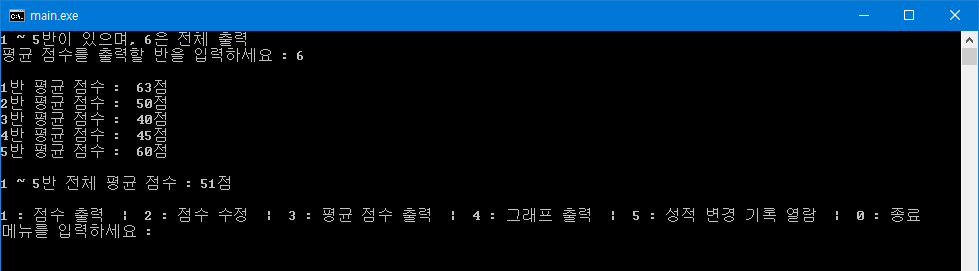 main.exe
1 ~ 5반이 있으며, 6은 전체 출력
평균 점수를 출력할 반을 입력하세요 : 6
1반 평균 점수 :  63점
2반 평균 점수 :  50점
3반 평균 점수 :  40점
4반 평균 점수 :  45점
5반 평균 점수 :  60점
1 ~ 5반 전체 평균 점수 : 51점
1 : 점수 출력  ¦  2 : 점수 수정  ¦  3 : 평균 점수 출력  ¦  4 : 그래프 출력  ¦  5 : 성적 변경 기록 열람  ¦  0 : 종료
메뉴를 입력하세요 :